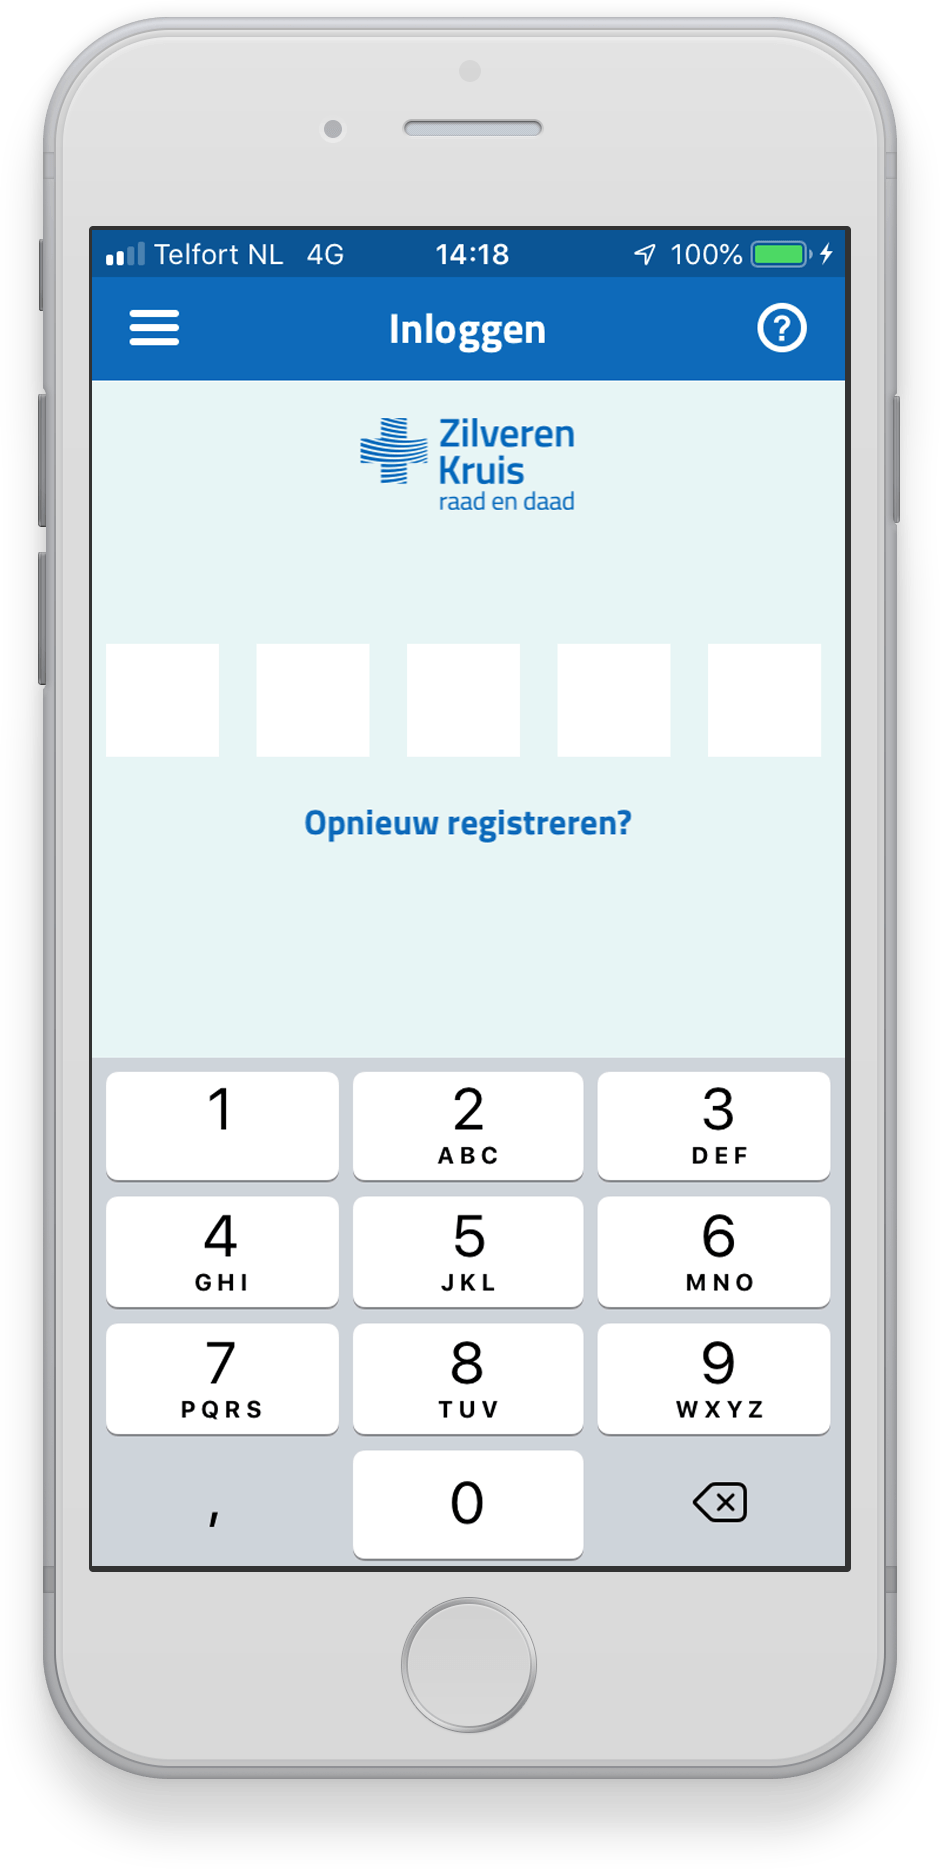 Telfort NL 4G 14:18 100%
Inloggen ?
Zilveren
Kruis
raad en daad
Opnieuw registreren?
1 2 3
ABC DEF
4 5 6
GHI JKL MNO
7 8 9
PQRS TUV WXYZ
, 0